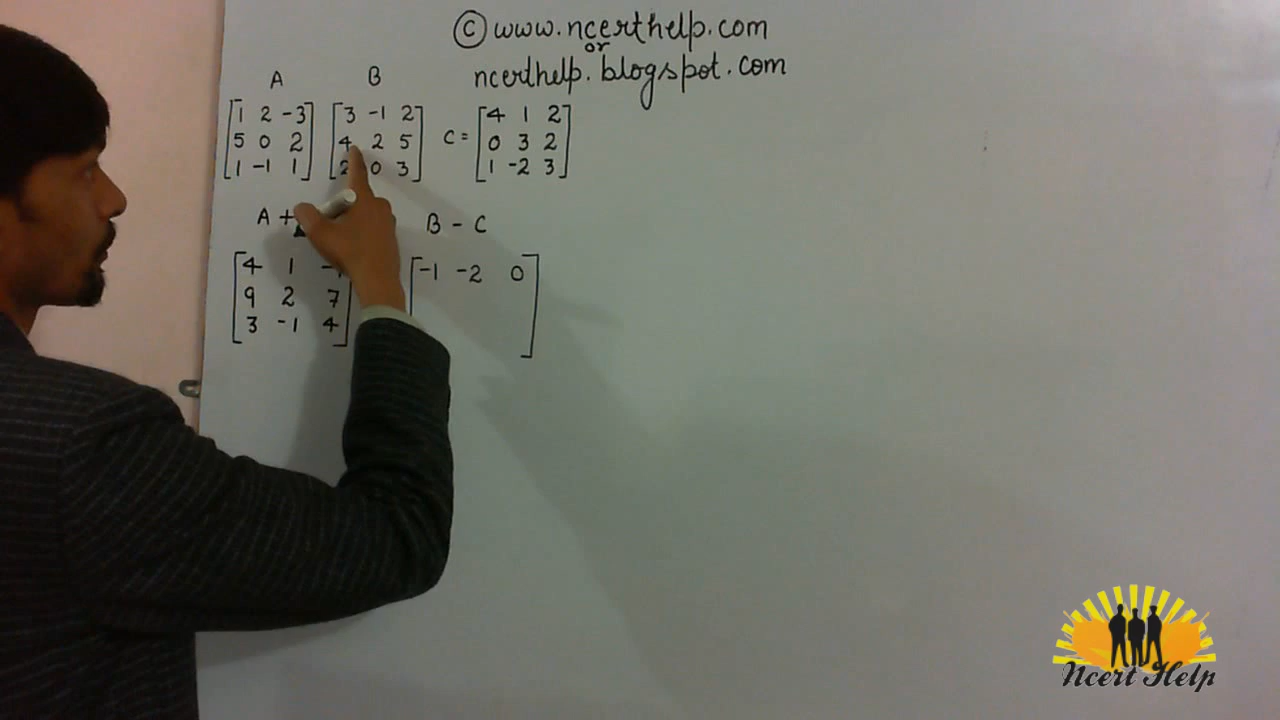 © www.ncerthelp.com
or
ncerthelp.blogspot.com
A B
[1 2 -3] [3 -1 2] [4 1 2]
[5 0 2] [4 2 5] C = [0 3 2]
[1 -1 1] [2 0 3] [1 -2 3]
A + B - C
[4 1 [-1 -2 0]
[9 2 7]
[3 -1 4]
Ncert Help